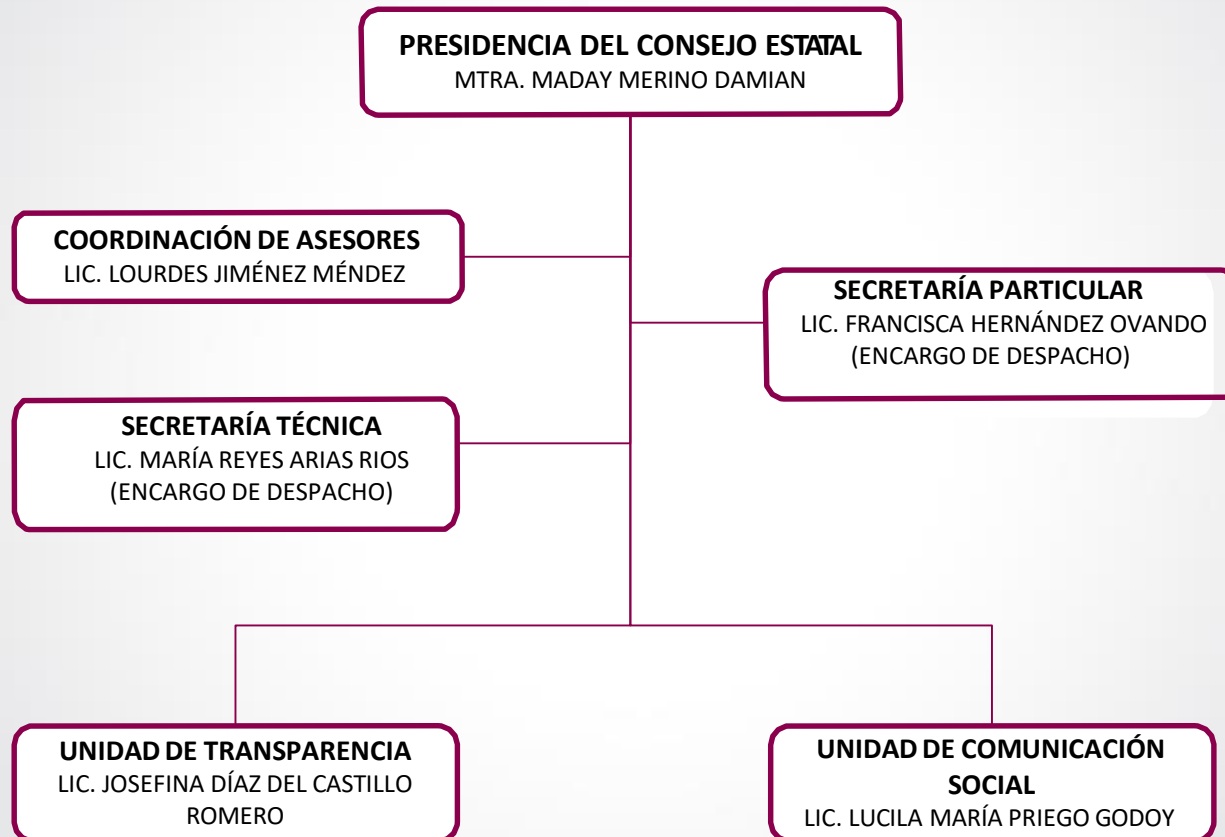 PRESIDENCIA DEL CONSEJO ESTATAL
MTRA. MADAY MERINO DAMIAN
COORDINACIÓN DE ASESORES
LIC. LOURDES JIMÉNEZ MÉNDEZ
SECRETARÍA PARTICULAR
LIC. FRANCISCA HERNÁNDEZ OVANDO
(ENCARGO DE DESPACHO)
SECRETARÍA TÉCNICA
LIC. MARÍA REYES ARIAS RIOS
(ENCARGO DE DESPACHO)
UNIDAD DE TRANSPARENCIA
LIC. JOSEFINA DÍAZ DEL CASTILLO
ROMERO
UNIDAD DE COMUNICACIÓN
SOCIAL
LIC. LUCILA MARÍA PRIEGO GODOY